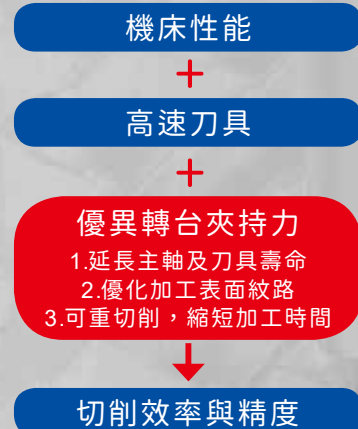 機床性能
+
高速刀具
+
優異轉台夾持力
1.延長主軸及刀具壽命
2.優化加工表面紋路
3.可重切削，縮短加工時間
切削效率與精度